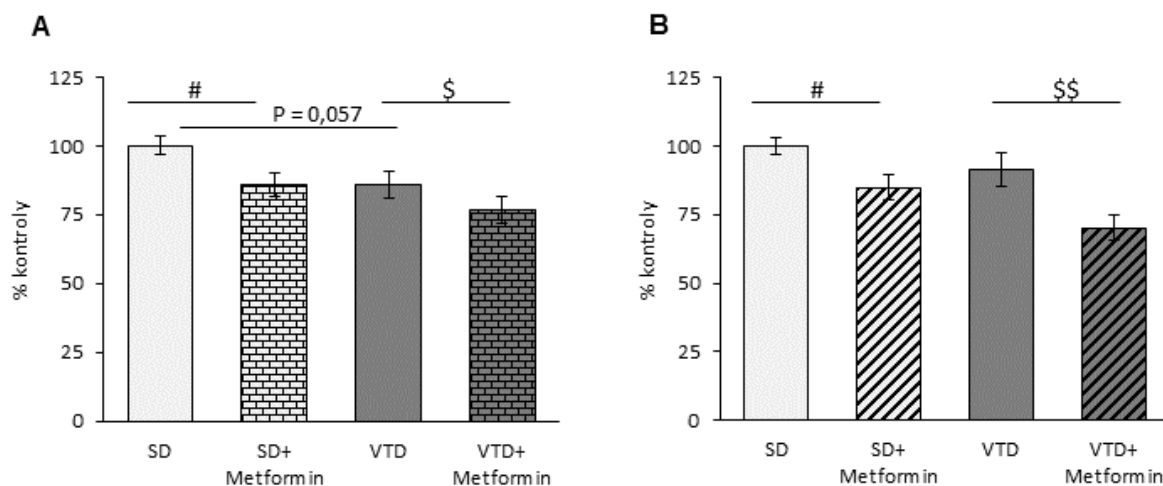 A
% kontroly
125
100
75
50
25
0
#
$
P = 0,057
SD
SD+
Metformin
VTD
VTD+
Metformin
B
% kontroly
125
100
75
50
25
0
#
$$
SD
SD+
Metformin
VTD
VTD+
Metformin